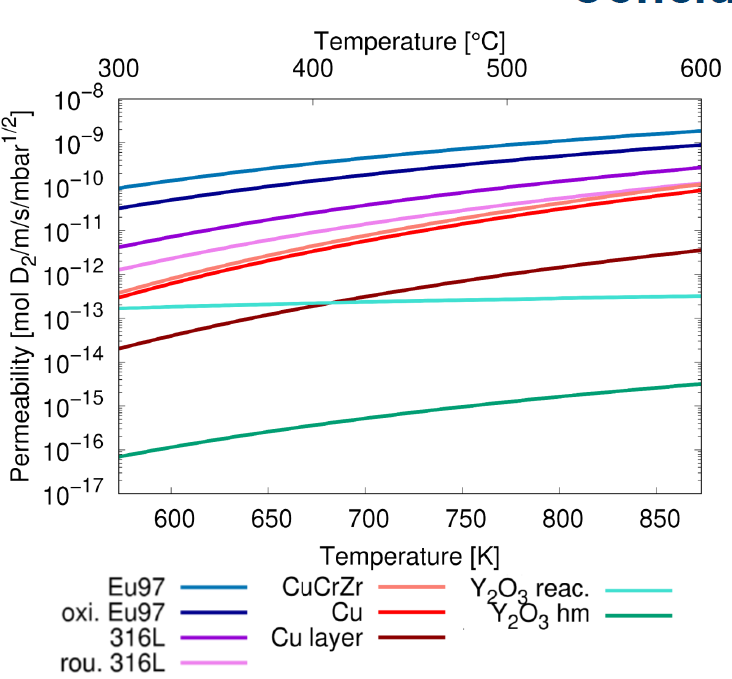 Temperature [°C]
300 400 500 600
Permeability [mol D2/m/s/mbar^1/2]
10^−8
10^−9
10^−10
10^−11
10^−12
10^−13
10^−14
10^−15
10^−16
10^−17
600 650 700 750 800 850
Temperature [K]
Eu97 CuCrZr Y2O3 reac.
oxi. Eu97 Cu Y2O3 hm
316L Cu layer
rou. 316L